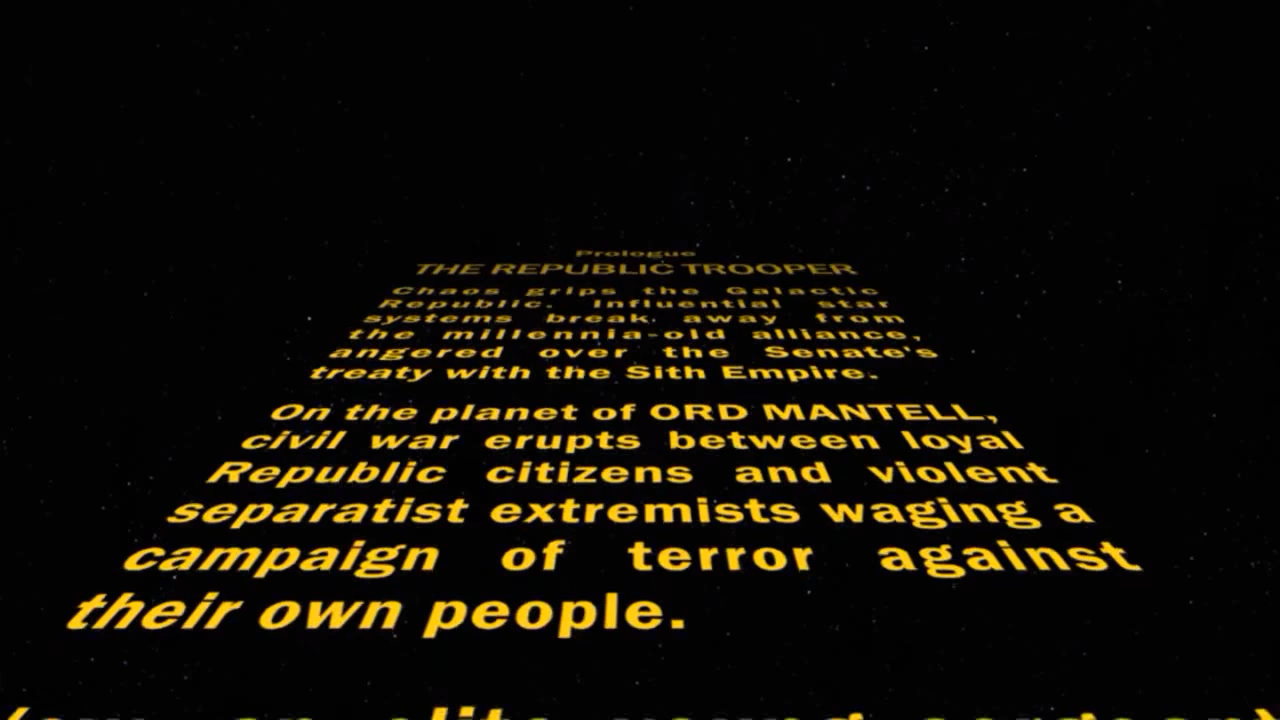 Prologue
THE REPUBLIC TROOPER
Chaos grips the Galactic
Republic. Influential star
systems break away from
the millennia-old alliance,
angered over the Senate's
treaty with the Sith Empire.
On the planet of ORD MANTELL,
civil war erupts between loyal
Republic citizens and violent
separatist extremists waging a
campaign of terror against
their own people.